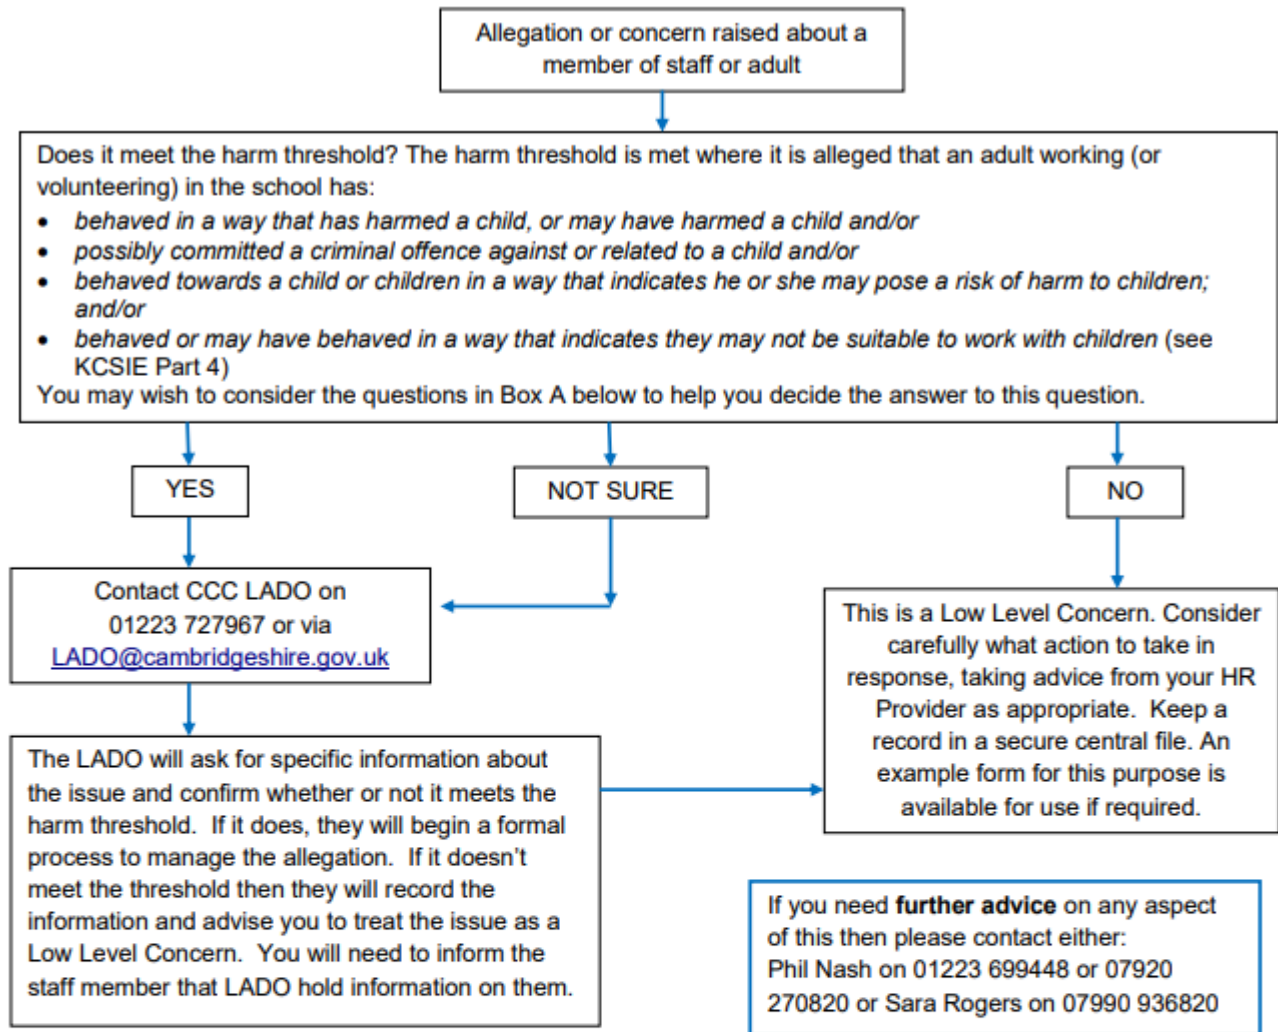 Allegation or concern raised about a
member of staff or adult
Does it meet the harm threshold? The harm threshold is met where it is alleged that an adult working (or
volunteering) in the school has:
• behaved in a way that has harmed a child, or may have harmed a child and/or
• possibly committed a criminal offence against or related to a child and/or
• behaved towards a child or children in a way that indicates he or she may pose a risk of harm to children;
and/or
• behaved or may have behaved in a way that indicates they may not be suitable to work with children (see
KCSIE Part 4)
You may wish to consider the questions in Box A below to help you decide the answer to this question.
YES
NOT SURE
NO
Contact CCC LADO on
01223 727967 or via
LADO@cambridgeshire.gov.uk
This is a Low Level Concern. Consider
carefully what action to take in
response, taking advice from your HR
Provider as appropriate. Keep a
record in a secure central file. An
example form for this purpose is
available for use if required.
The LADO will ask for specific information about
the issue and confirm whether or not it meets the
harm threshold. If it does, they will begin a formal
process to manage the allegation. If it doesn't
meet the threshold then they will record the
information and advise you to treat the issue as a
Low Level Concern. You will need to inform the
staff member that LADO hold information on them.
If you need further advice on any aspect
of this then please contact either:
Phil Nash on 01223 699448 or 07920
270820 or Sara Rogers on 07990 936820